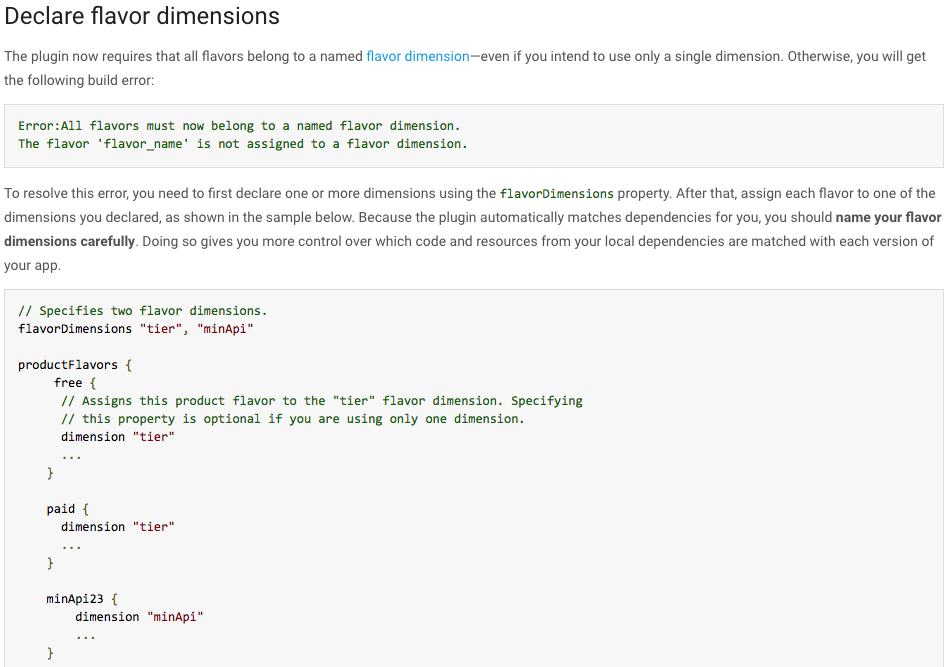 Declare flavor dimensions
The plugin now requires that all flavors belong to a named flavor dimension—even if you intend to use only a single dimension. Otherwise, you will get
the following build error:
Error:All flavors must now belong to a named flavor dimension.
The flavor 'flavor_name' is not assigned to a flavor dimension.
To resolve this error, you need to first declare one or more dimensions using the flavorDimensions property. After that, assign each flavor to one of the
dimensions you declared, as shown in the sample below. Because the plugin automatically matches dependencies for you, you should name your flavor
dimensions carefully. Doing so gives you more control over which code and resources from your local dependencies are matched with each version of
your app.
// Specifies two flavor dimensions.
flavorDimensions "tier", "minApi"
productFlavors {
free {
// Assigns this product flavor to the "tier" flavor dimension. Specifying
// this property is optional if you are using only one dimension.
dimension "tier"
...
}
paid {
dimension "tier"
...
}
minApi23 {
dimension "minApi"
...
}